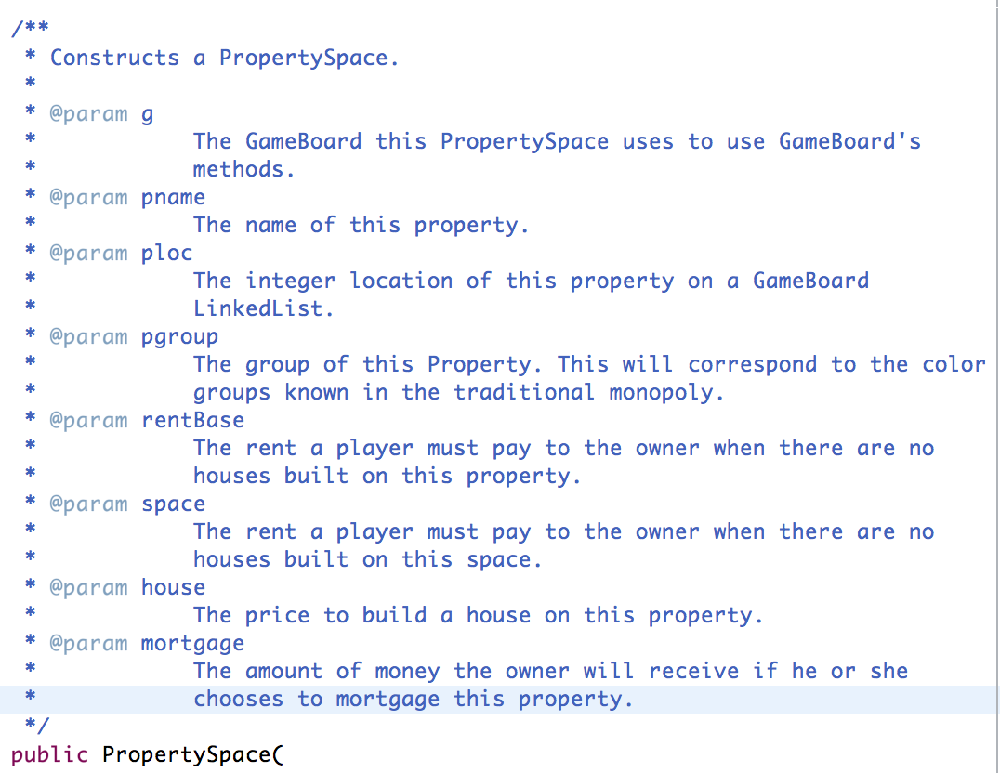 /**
* Constructs a PropertySpace.
*
* @param g
* The GameBoard this PropertySpace uses to use GameBoard's
* methods.
* @param pname
* The name of this property.
* @param ploc
* The integer location of this property on a GameBoard
* LinkedList.
* @param pgroup
* The group of this Property. This will correspond to the color
* groups known in the traditional monopoly.
* @param rentBase
* The rent a player must pay to the owner when there are no
* houses built on this property.
* @param space
* The rent a player must pay to the owner when there are no
* houses built on this space.
* @param house
* The price to build a house on this property.
* @param mortgage
* The amount of money the owner will receive if he or she
* chooses to mortgage this property.
*/
public PropertySpace(